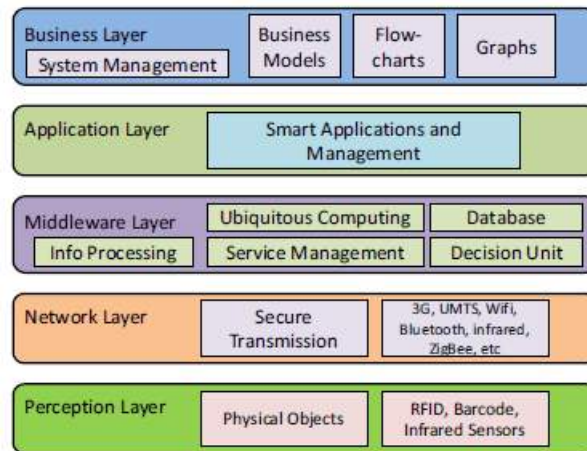 Business Layer
System Management
Business
Models
Flow-
charts
Graphs
Application Layer
Smart Applications and
Management
Middleware Layer
Ubiquitous Computing
Database
Info Processing
Service Management
Decision Unit
Network Layer
Secure
Transmission
3G, UMTS, Wifi,
Bluetooth, infrared,
ZigBee, etc
Perception Layer
Physical Objects
RFID, Barcode,
Infrared Sensors